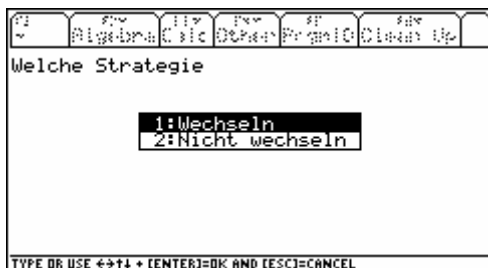 Algebra Calc Other PrgmIO Clean Up
Welche Strategie
1:Wechseln
2:Nicht wechseln
TYPE OR USE ←→↑↓ + [ENTER]=OK AND [ESC]=CANCEL